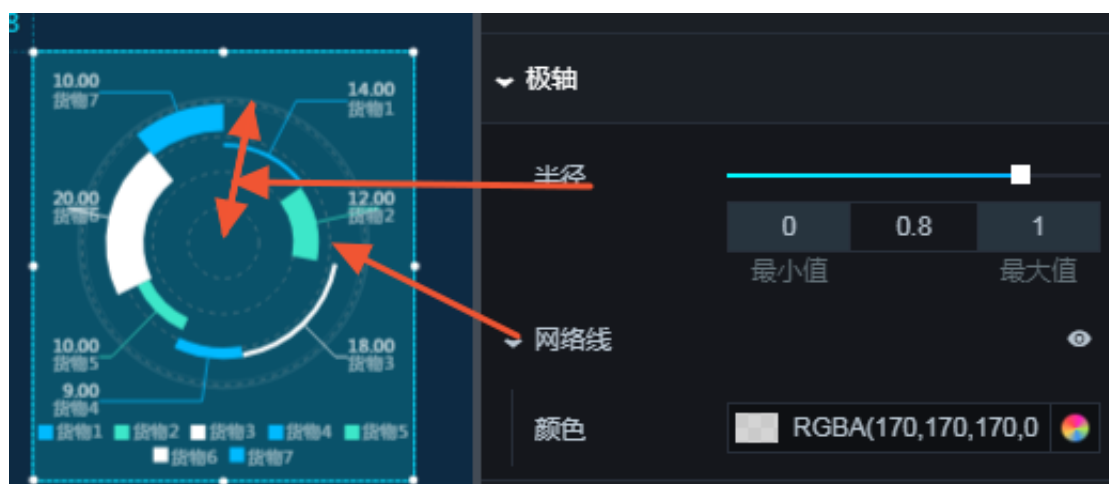 10.00
货物7
14.00
货物1
20.00
货物6
12.00
货物2
10.00
货物5
18.00
货物3
9.00
货物4
货物1 货物2 货物3 货物4 货物5
货物6 货物7
极轴
半径
0 0.8 1
最小值 最大值
网络线
颜色 RGBA(170,170,170,0